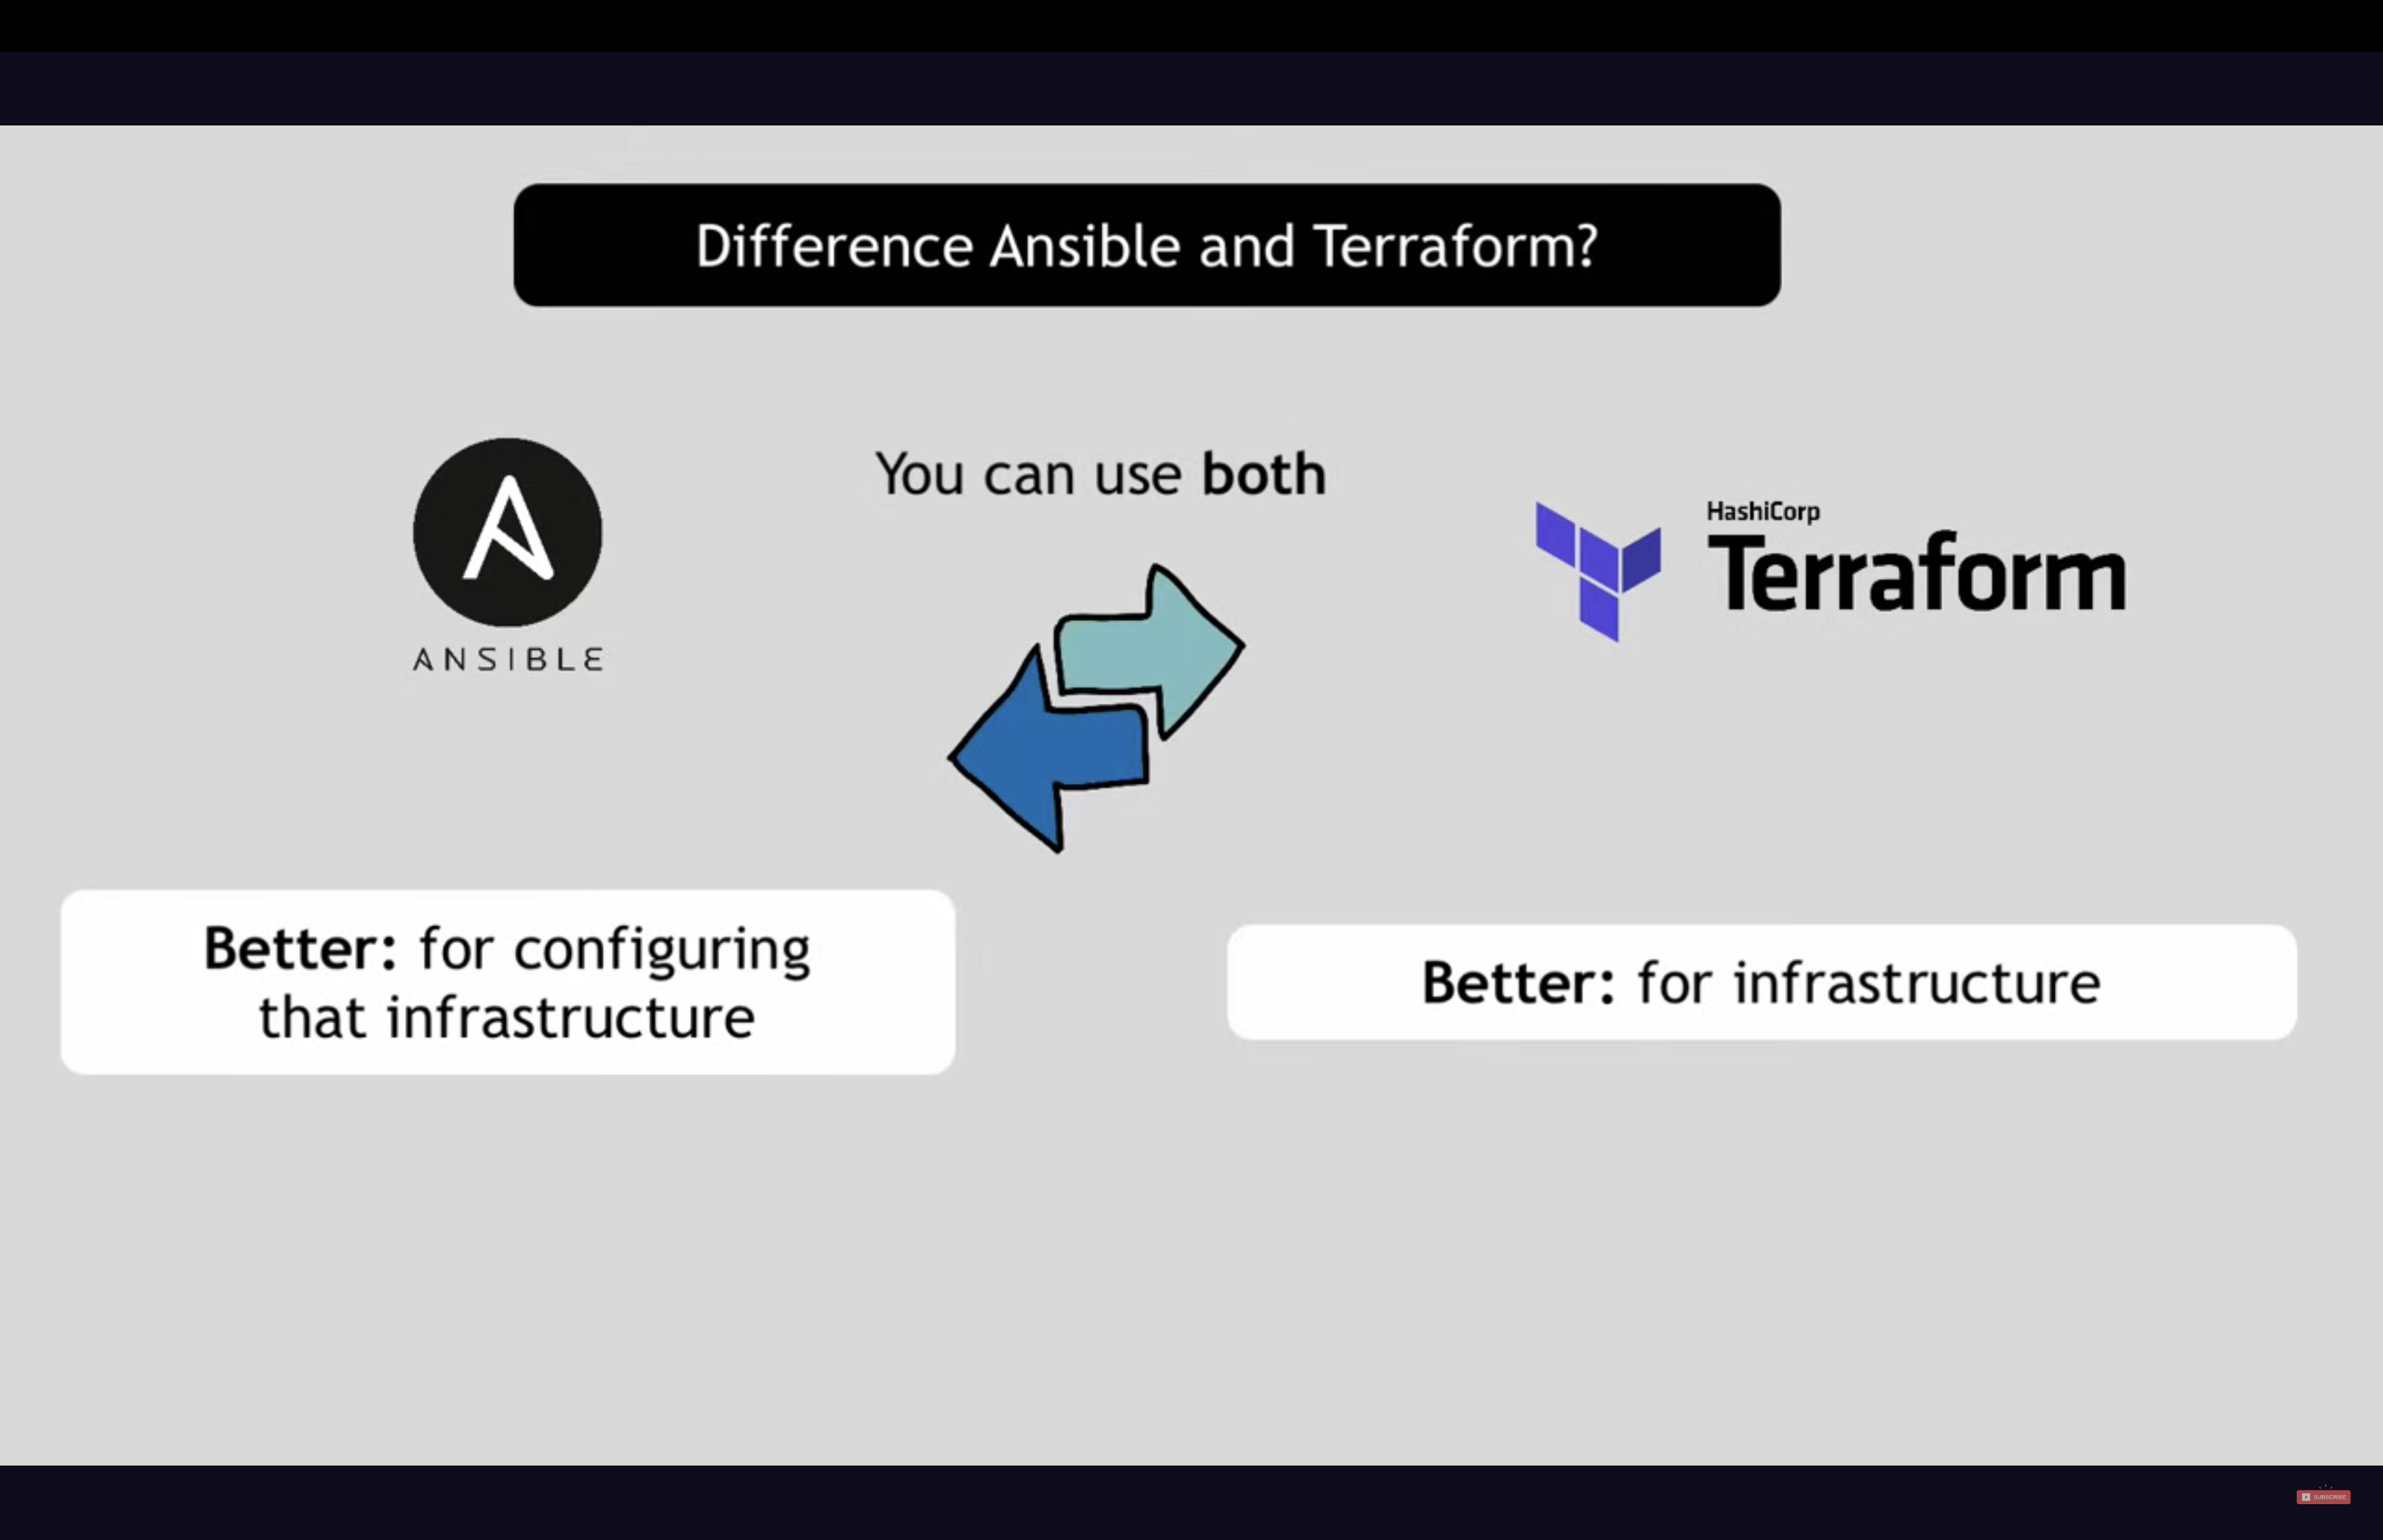 Difference Ansible and Terraform?
You can use both
ANSIBLE
HashiCorp
Terraform
Better: for configuring
that infrastructure
Better: for infrastructure
SUBSCRIBE